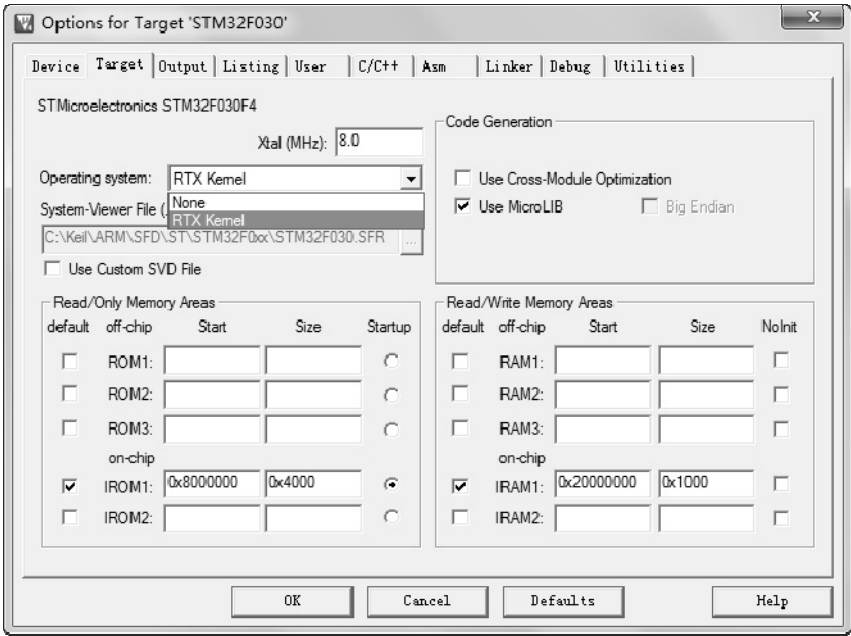 Options for Target 'STM32F030'
Device Target Output Listing User C/C++ Asm Linker Debug Utilities
STMicroelectronics STM32F030F4
Xtal (MHz): 8.0
Operating system: RTX Kernel
None
RTX Kernel
System-Viewer File (.
C:\Keil\ARM\SFD\ST\STM32F0xx\STM32F030.SFR ...
Use Custom SVD File
Code Generation
Use Cross-Module Optimization
Use MicroLIB Big Endian
Read/Only Memory Areas
default off-chip Start Size Startup
ROM1:
ROM2:
ROM3:
on-chip
IROM1: 0x8000000 0x4000
IROM2:
Read/Write Memory Areas
default off-chip Start Size NoInit
RAM1:
RAM2:
RAM3:
on-chip
IRAM1: 0x20000000 0x1000
IRAM2:
OK Cancel Defaults Help